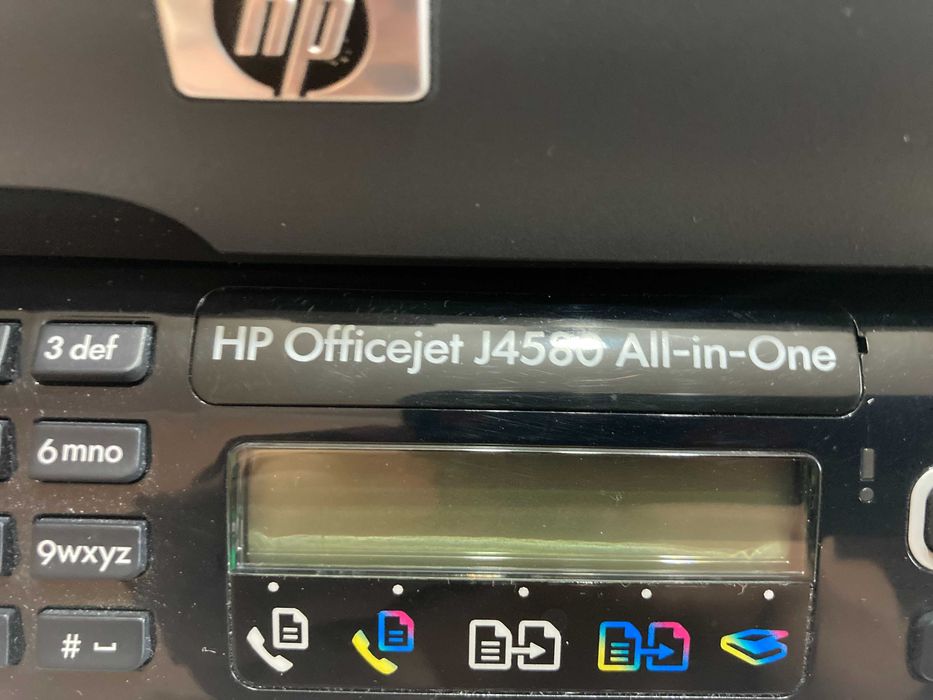 hp
HP Officejet J4580 All-in-One
3 def
6 mno
9wxyz
#